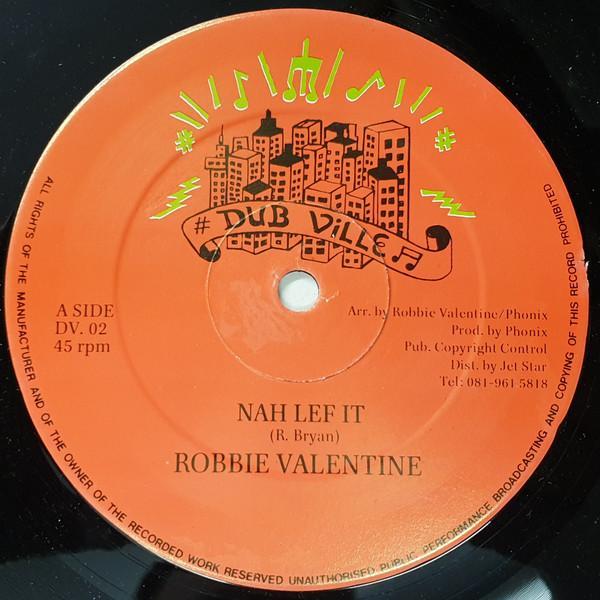 # DUB ViLLE
A SIDE
DV. 02
45 rpm
Arr. by Robbie Valentine/Phonix
Prod. by Phonix
Pub. Copyright Control
Dist. by Jet Star
Tel: 081-961 5818
NAH LEF IT
(R. Bryan)
ROBBIE VALENTINE
ALL RIGHTS OF THE MANUFACTURER AND OF THE OWNER OF THE RECORDED WORK RESERVED UNAUTHORISED PUBLIC PERFORMANCE BROADCASTING AND COPYING OF THIS RECORD PROHIBITED